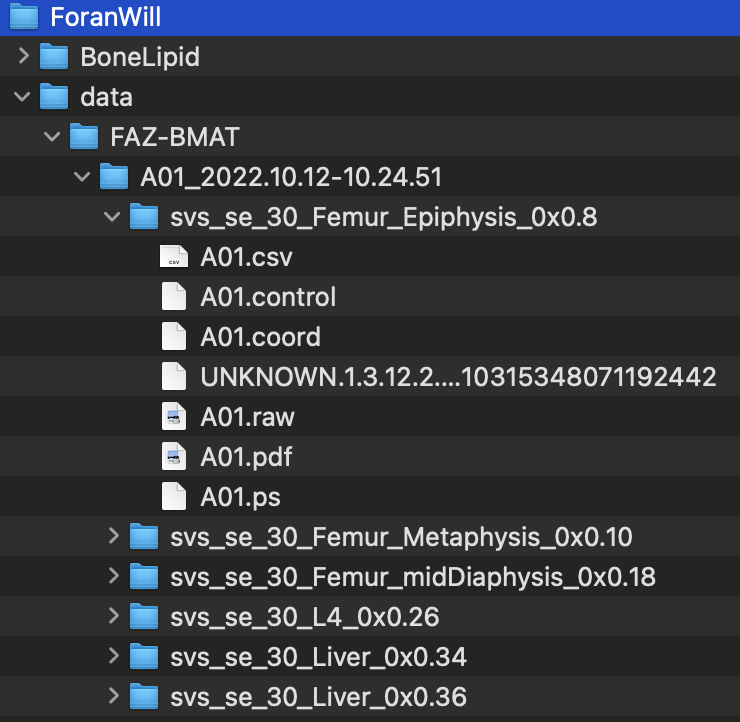 ForanWill
BoneLipid
data
FAZ-BMAT
A01_2022.10.12-10.24.51
svs_se_30_Femur_Epiphysis_0x0.8
A01.csv
A01.control
A01.coord
UNKNOWN.1.3.12.2....10315348071192442
A01.raw
A01.pdf
A01.ps
svs_se_30_Femur_Metaphysis_0x0.10
svs_se_30_Femur_midDiaphysis_0x0.18
svs_se_30_L4_0x0.26
svs_se_30_Liver_0x0.34
svs_se_30_Liver_0x0.36